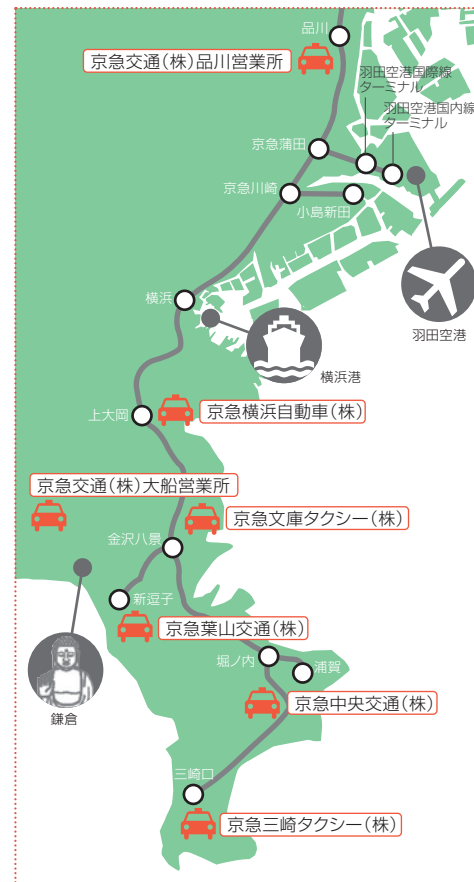 品川
京急交通(株)品川営業所
羽田空港国際線
ターミナル
羽田空港国内線
ターミナル
京急蒲田
京急川崎
小島新田
横浜
羽田空港
横浜港
上大岡
京急横浜自動車(株)
京急交通(株)大船営業所
京急文庫タクシー(株)
金沢八景
新逗子
京急葉山交通(株)
堀ノ内
浦賀
京急中央交通(株)
鎌倉
三崎口
京急三崎タクシー(株)